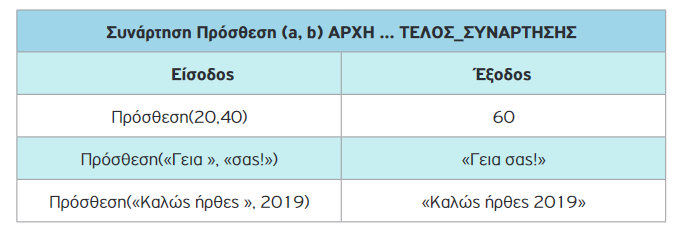 Συνάρτηση Πρόσθεση (a, b) ΑΡΧΗ ... ΤΕΛΟΣ_ΣΥΝΑΡΤΗΣΗΣ
Είσοδος Έξοδος
Πρόσθεση(20,40) 60
Πρόσθεση(«Γεια », «σας!») «Γεια σας!»
Πρόσθεση(«Καλώς ήρθες », 2019) «Καλώς ήρθες 2019»